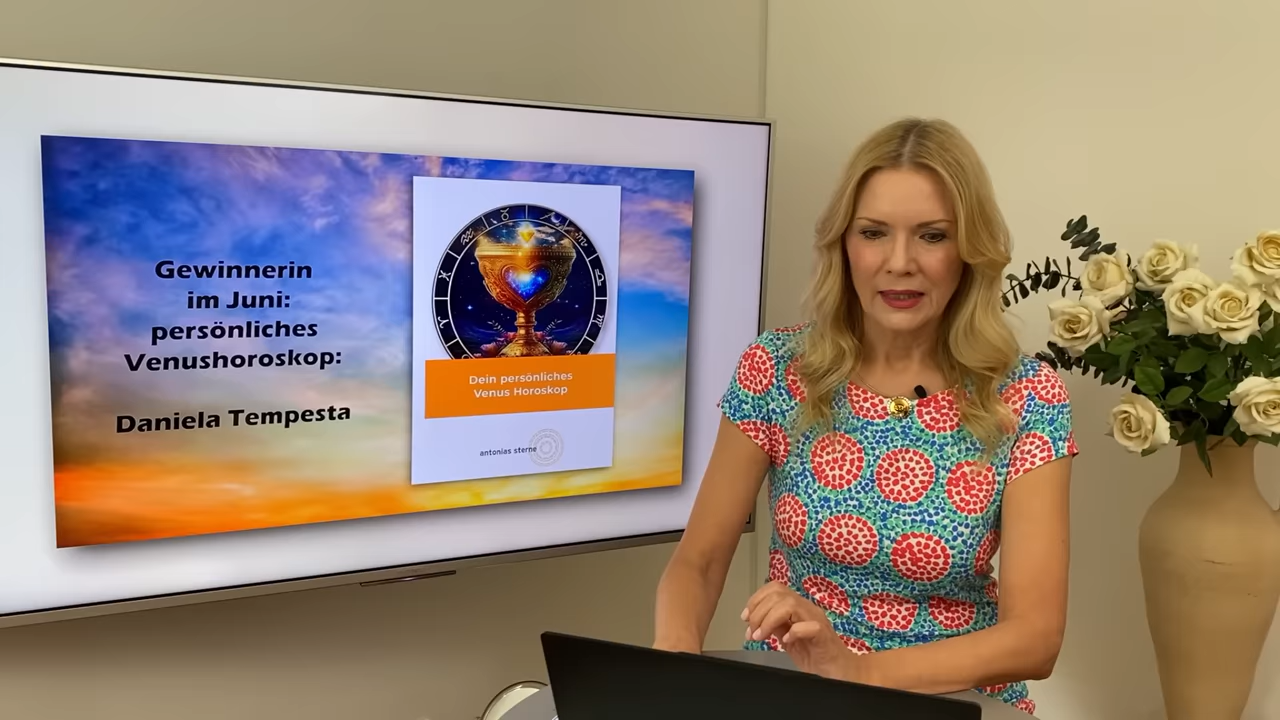 Gewinnerin
im Juni:
persönliches
Venushoroskop:
Daniela Tempesta
Dein persönliches
Venus Horoskop
antonias sterne